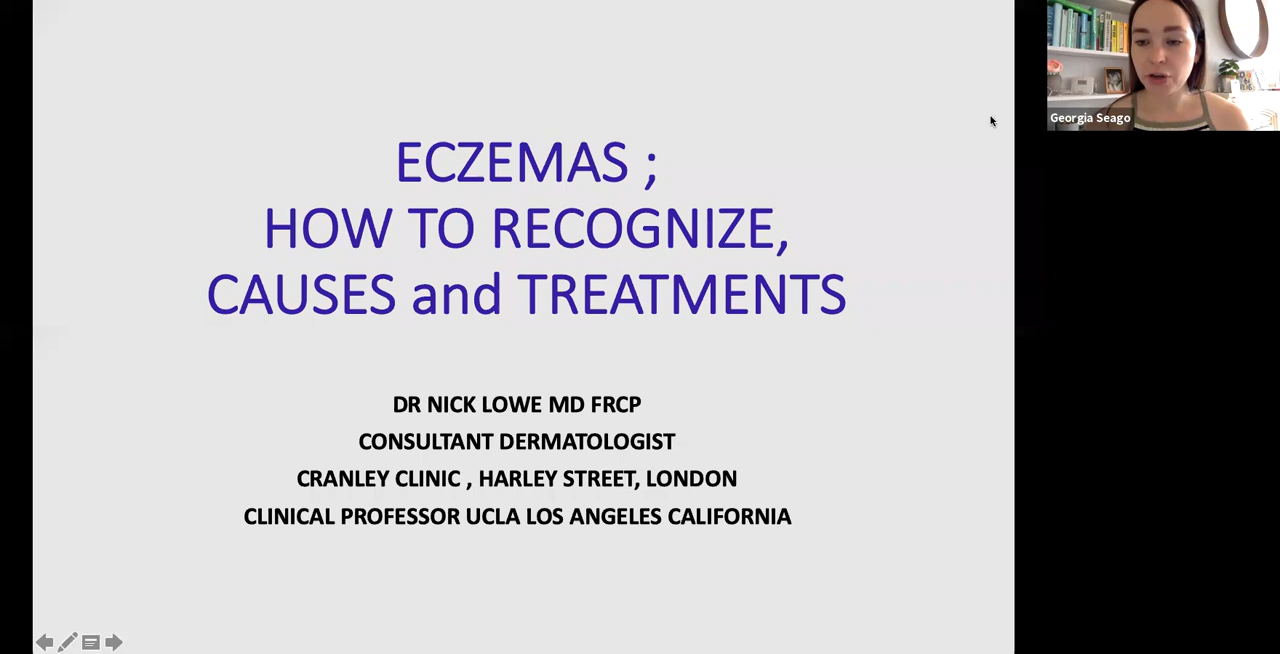 ECZEMAS ;
HOW TO RECOGNIZE,
CAUSES and TREATMENTS
DR NICK LOWE MD FRCP
CONSULTANT DERMATOLOGIST
CRANLEY CLINIC , HARLEY STREET, LONDON
CLINICAL PROFESSOR UCLA LOS ANGELES CALIFORNIA
Georgia Seago